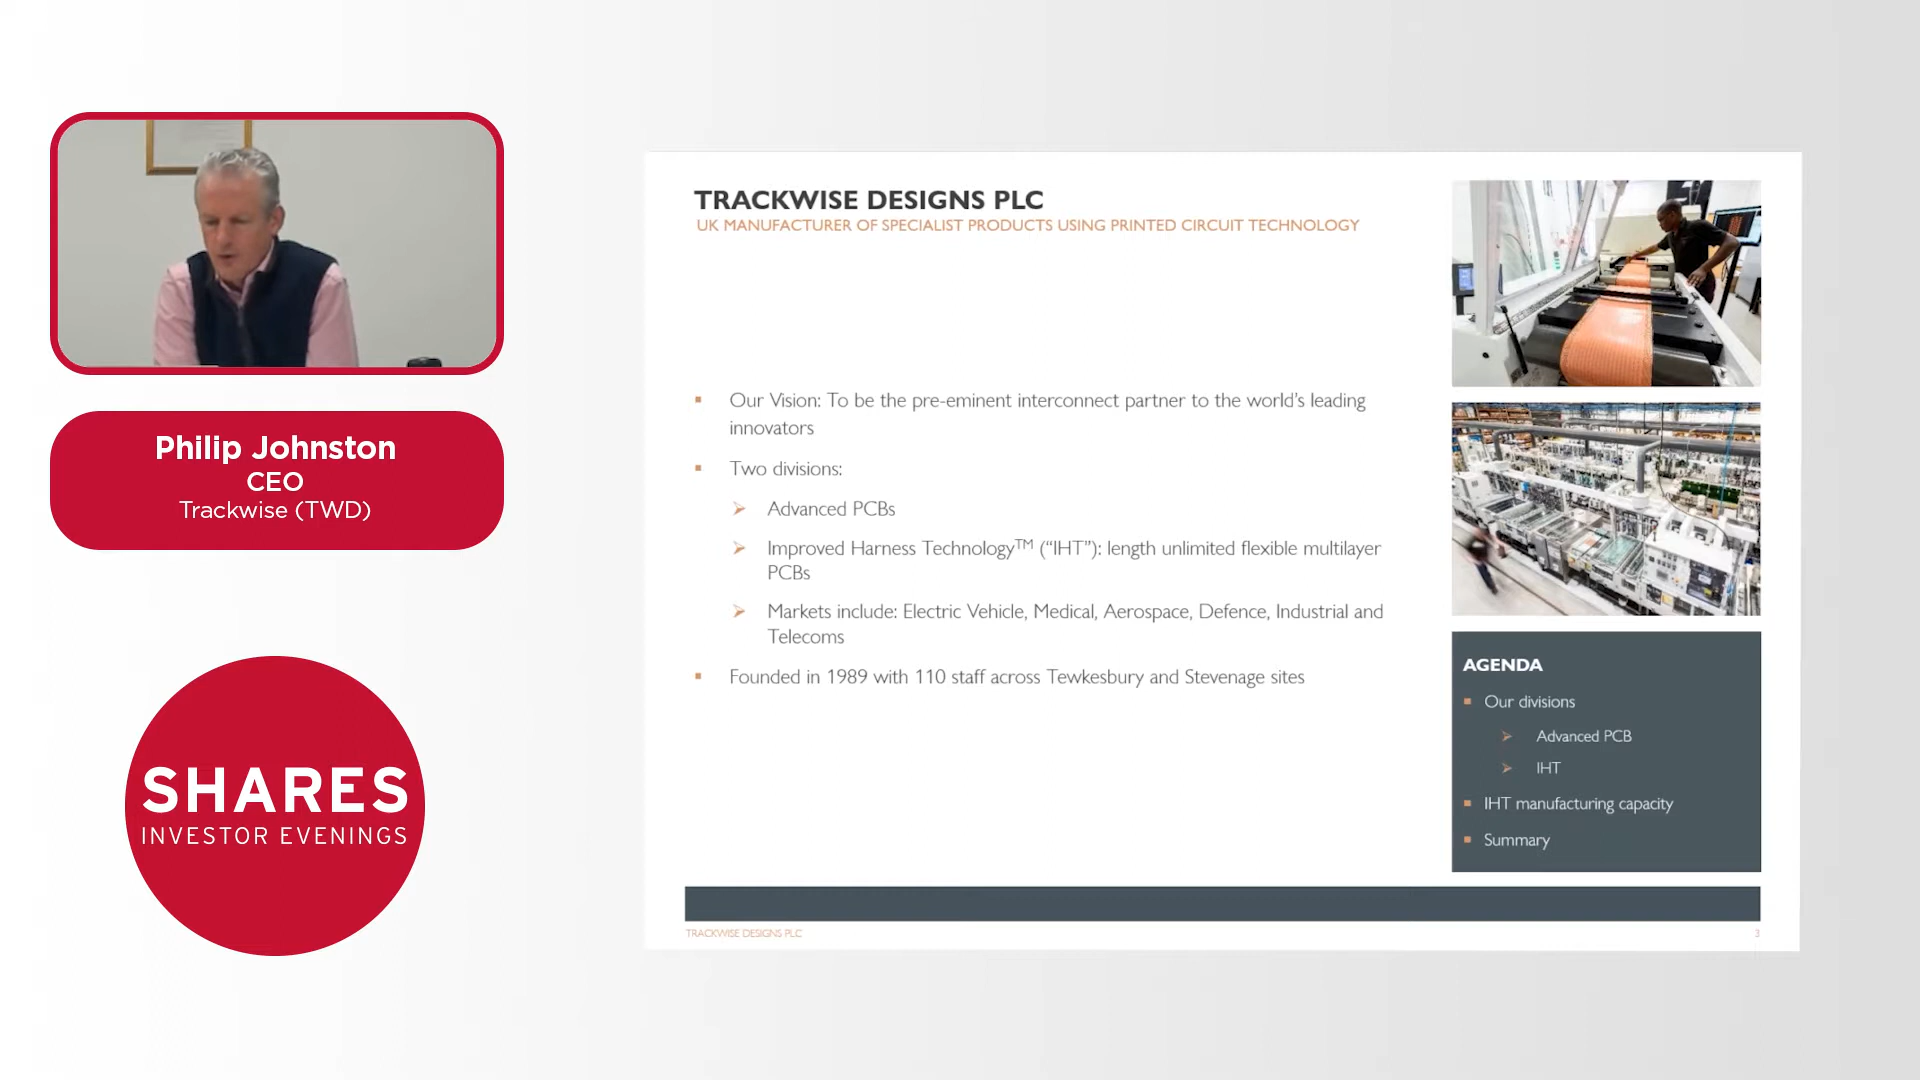 Philip Johnston
CEO
Trackwise (TWD)
SHARES
INVESTOR EVENINGS
TRACKWISE DESIGNS PLC
UK MANUFACTURER OF SPECIALIST PRODUCTS USING PRINTED CIRCUIT TECHNOLOGY
Our Vision: To be the pre-eminent interconnect partner to the world's leading
innovators
Two divisions:
Advanced PCBs
Improved Harness Technology™ (“IHT”): length unlimited flexible multilayer
PCBs
Markets include: Electric Vehicle, Medical, Aerospace, Defence, Industrial and
Telecoms
Founded in 1989 with 110 staff across Tewkesbury and Stevenage sites
AGENDA
Our divisions
Advanced PCB
IHT
IHT manufacturing capacity
Summary
TRACKWISE DESIGNS PLC
3